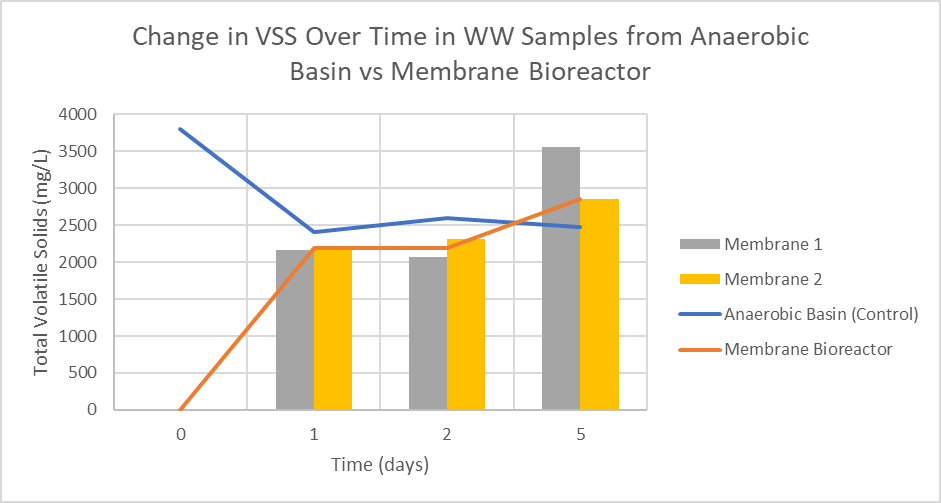 Change in VSS Over Time in WW Samples from Anaerobic
Basin vs Membrane Bioreactor
Total Volatile Solids (mg/L)
4000
3500
3000
2500
2000
1500
1000
500
0
0 1 2 5
Time (days)
Membrane 1
Membrane 2
Anaerobic Basin (Control)
Membrane Bioreactor